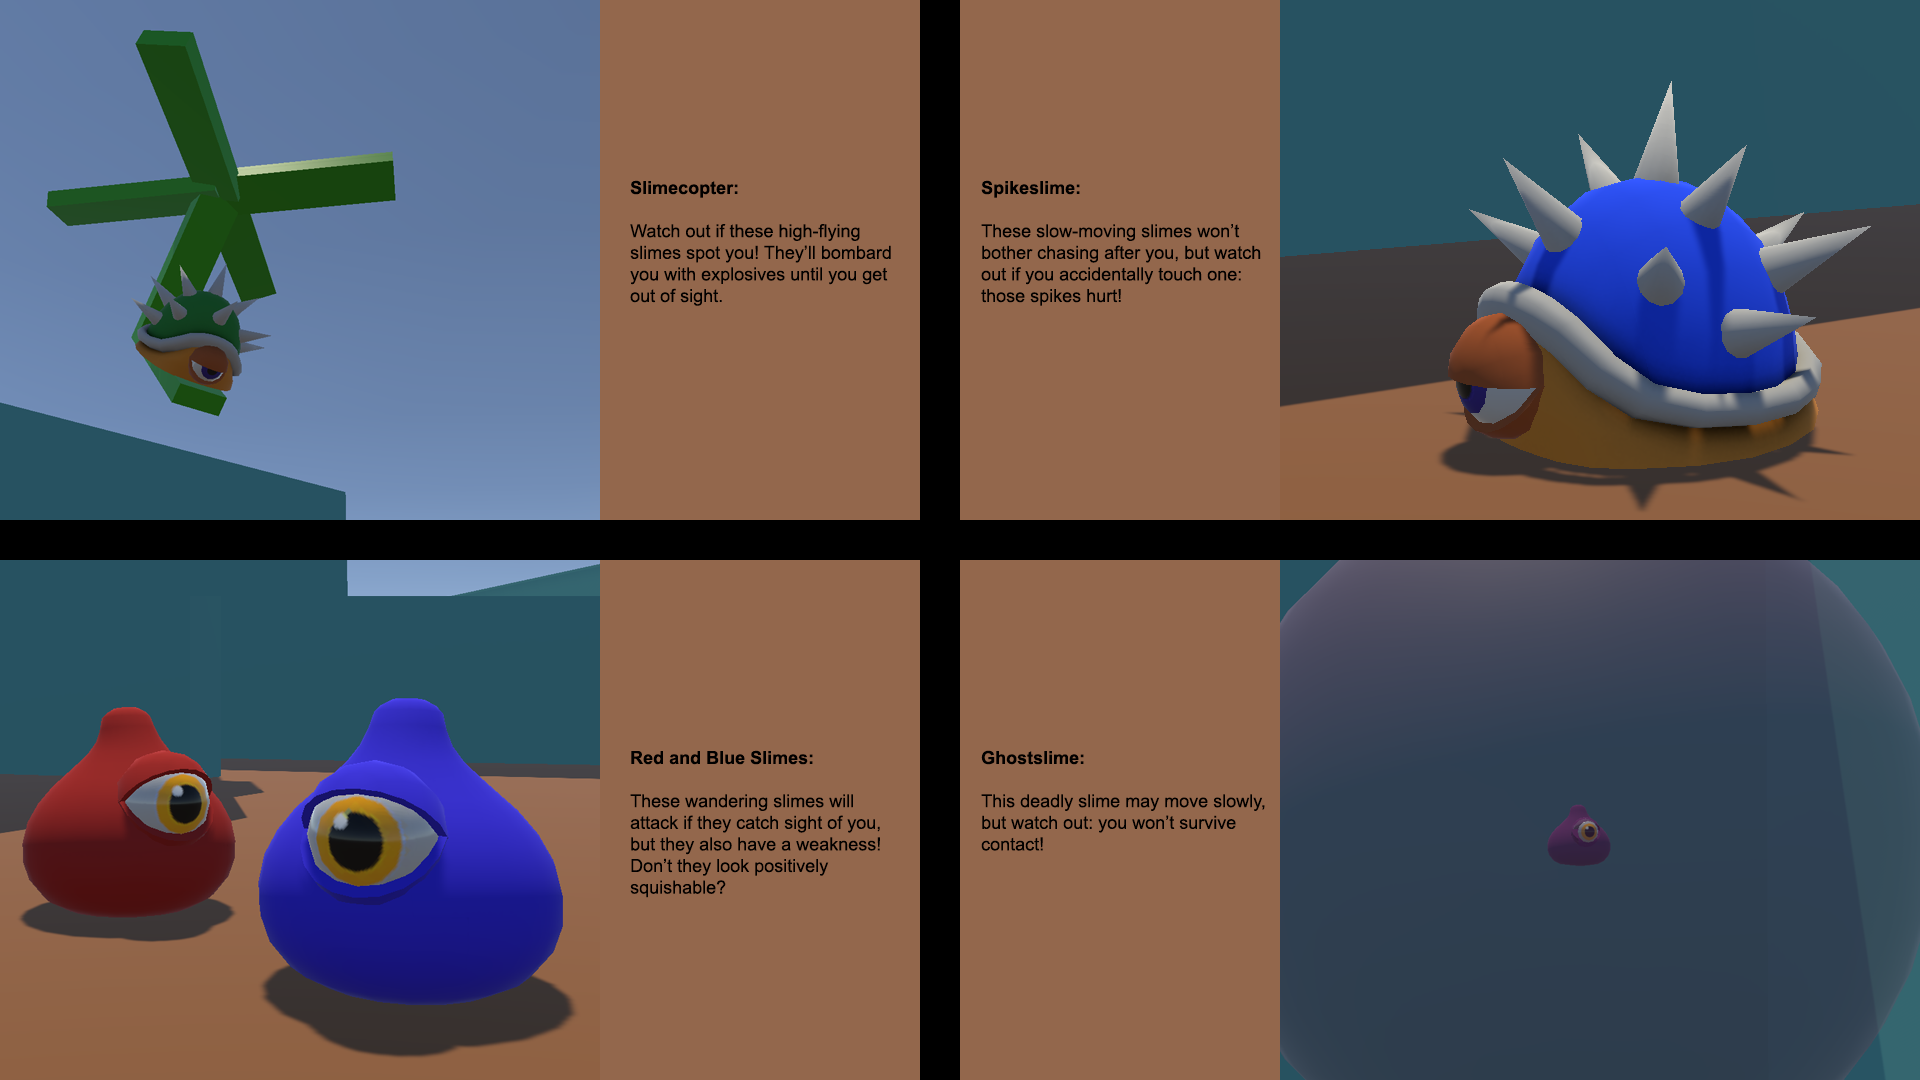 Slimecopter:
Watch out if these high-flying
slimes spot you! They’ll bombard
you with explosives until you get
out of sight.
Spikeslime:
These slow-moving slimes won’t
bother chasing after you, but watch
out if you accidentally touch one:
those spikes hurt!
Red and Blue Slimes:
These wandering slimes will
attack if they catch sight of you,
but they also have a weakness!
Don’t they look positively
squishable?
Ghostslime:
This deadly slime may move slowly,
but watch out: you won’t survive
contact!